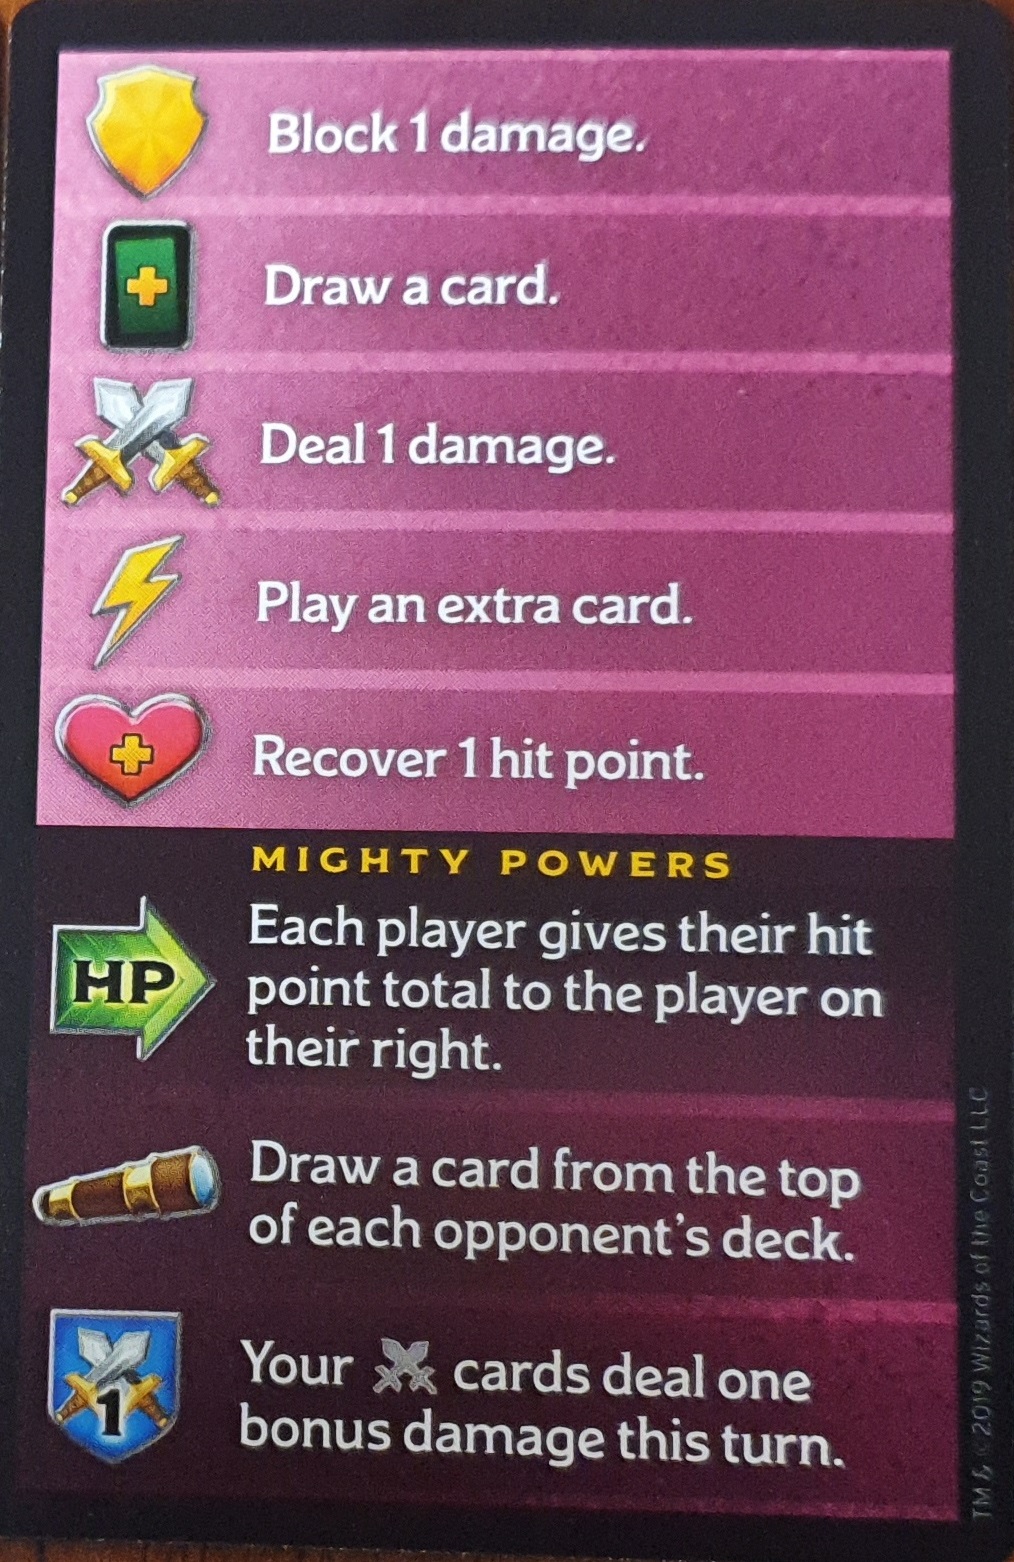 Block 1 damage.
Draw a card.
Deal 1 damage.
Play an extra card.
Recover 1 hit point.
MIGHTY POWERS
HP
Each player gives their hit
point total to the player on
their right.
Draw a card from the top
of each opponent's deck.
1
Your cards deal one
bonus damage this turn.
TM & © 2019 Wizards of the Coast LLC